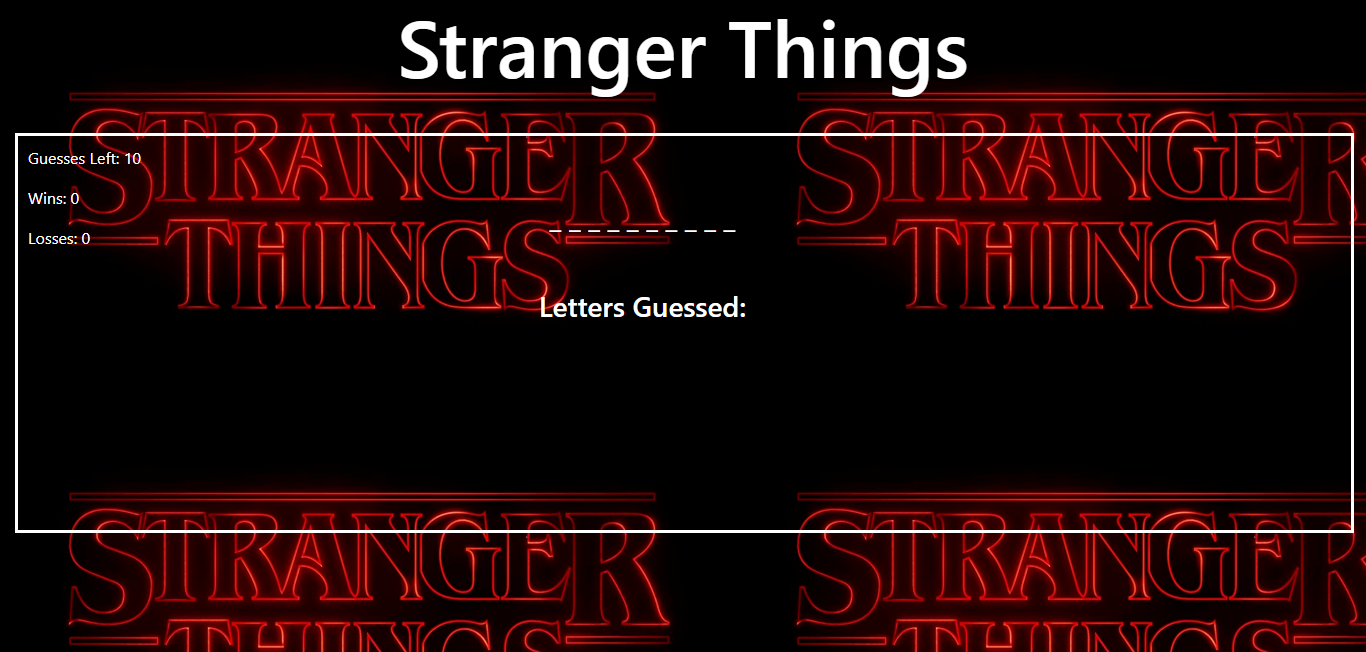 Stranger Things
STRANGER STRANGER
Guesses Left: 10
Wins: 0
Losses: 0
THINGS THINGS
_ _ _ _ _ _ _ _ _ _
Letters Guessed:
STRANGER STRANGER
THINGS THINGS